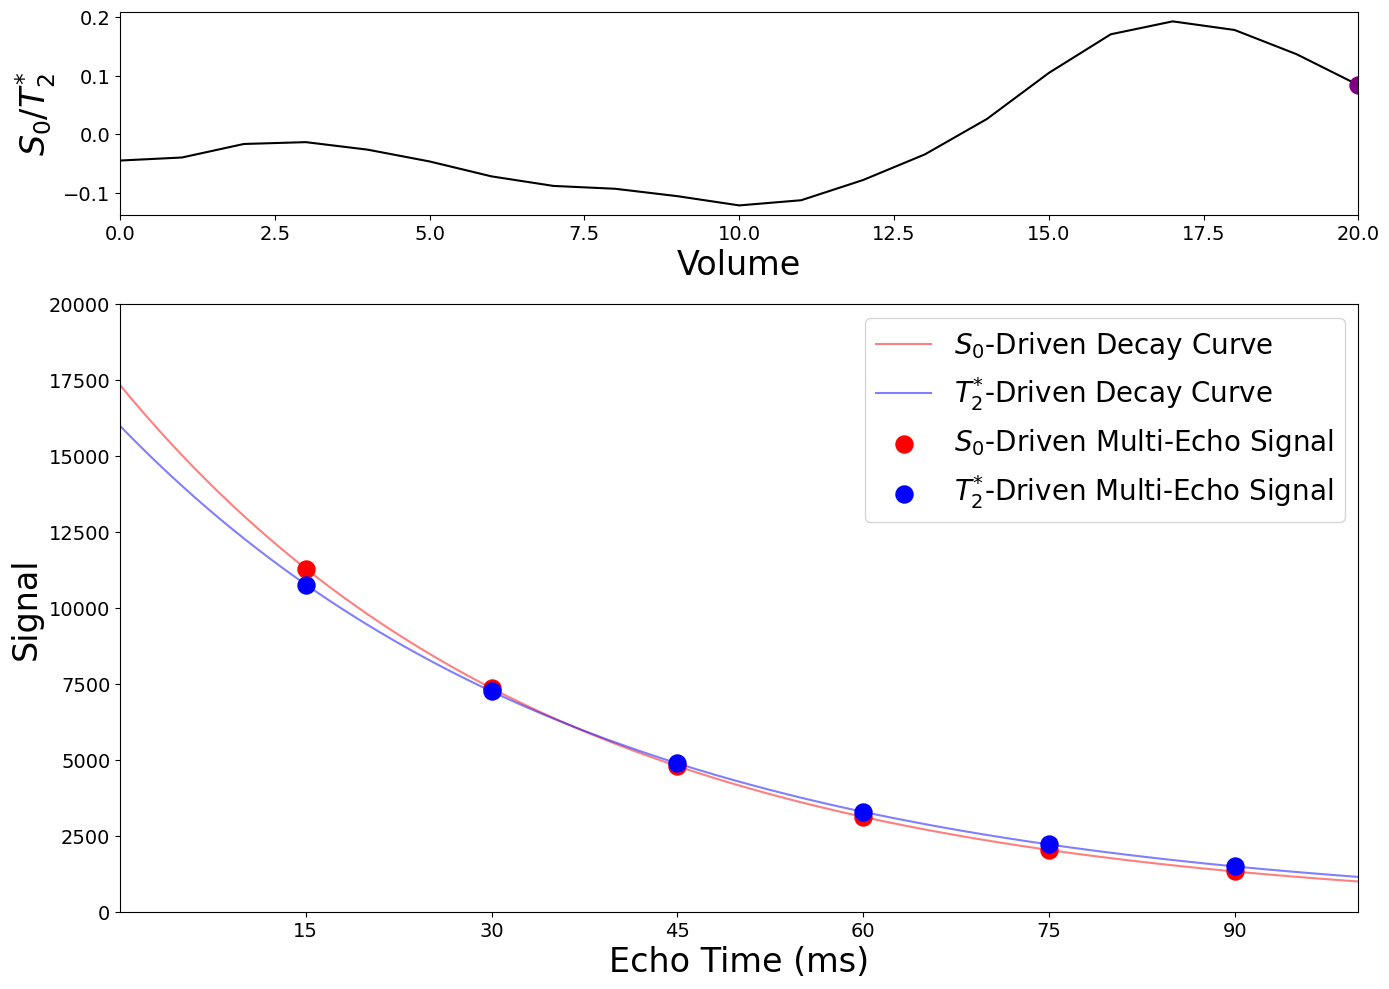 0.2
0.1
0.0
−0.1
S₀/T₂*
0.0 2.5 5.0 7.5 10.0 12.5 15.0 17.5 20.0
Volume
20000
17500
15000
12500
10000
7500
5000
2500
0
Signal
S₀-Driven Decay Curve
T₂*-Driven Decay Curve
S₀-Driven Multi-Echo Signal
T₂*-Driven Multi-Echo Signal
15 30 45 60 75 90
Echo Time (ms)